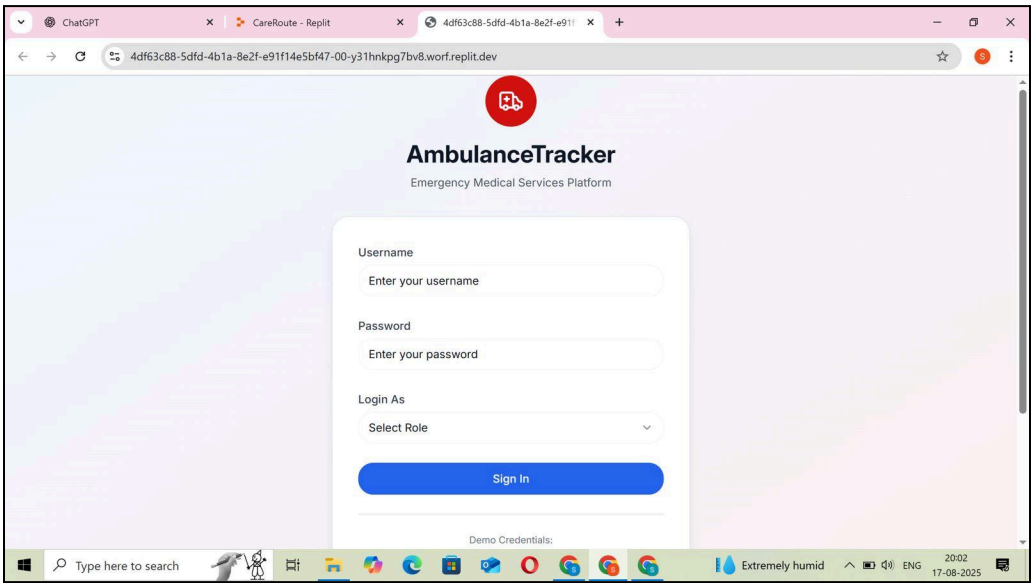 ChatGPT
CareRoute - Replit
4df63c88-5dfd-4b1a-8e2f-e91f
4df63c88-5dfd-4b1a-8e2f-e91f14e5bf47-00-y31hnkpg7bv8.worf.replit.dev
S
AmbulanceTracker
Emergency Medical Services Platform
Username
Enter your username
Password
Enter your password
Login As
Select Role
Sign In
Demo Credentials:
Type here to search
Extremely humid
ENG
20:02
17-08-2025